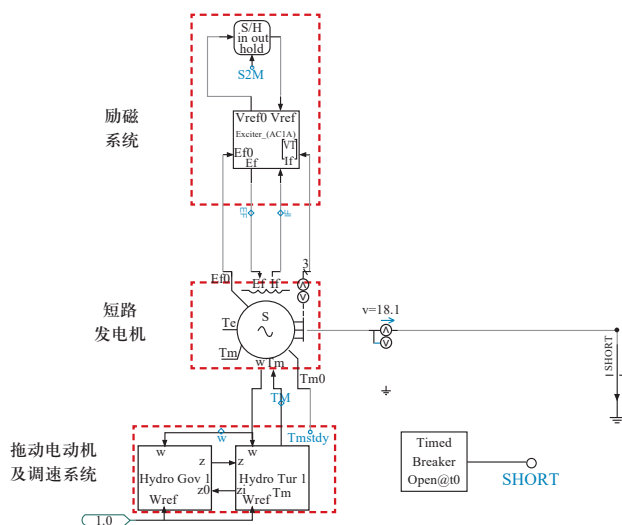 S/H
in out
hold
S2M
励磁
系统
Vref0 Vref
Exciter_(AC1A)
Ef0
VT
If
Ef
EF
If
3
Ef0
Ef
If
短路
发电机
S
Te
Tm
w Tm
Tm0
v=18.1
SHORT
TM
w
Tmstdy
拖动电动机
及调速系统
w
z
Hydro Gov 1
z0
Wref
w
z
Hydro Tur 1
zi
Wref Tm
1.0
Timed
Breaker
Open@t0
SHORT